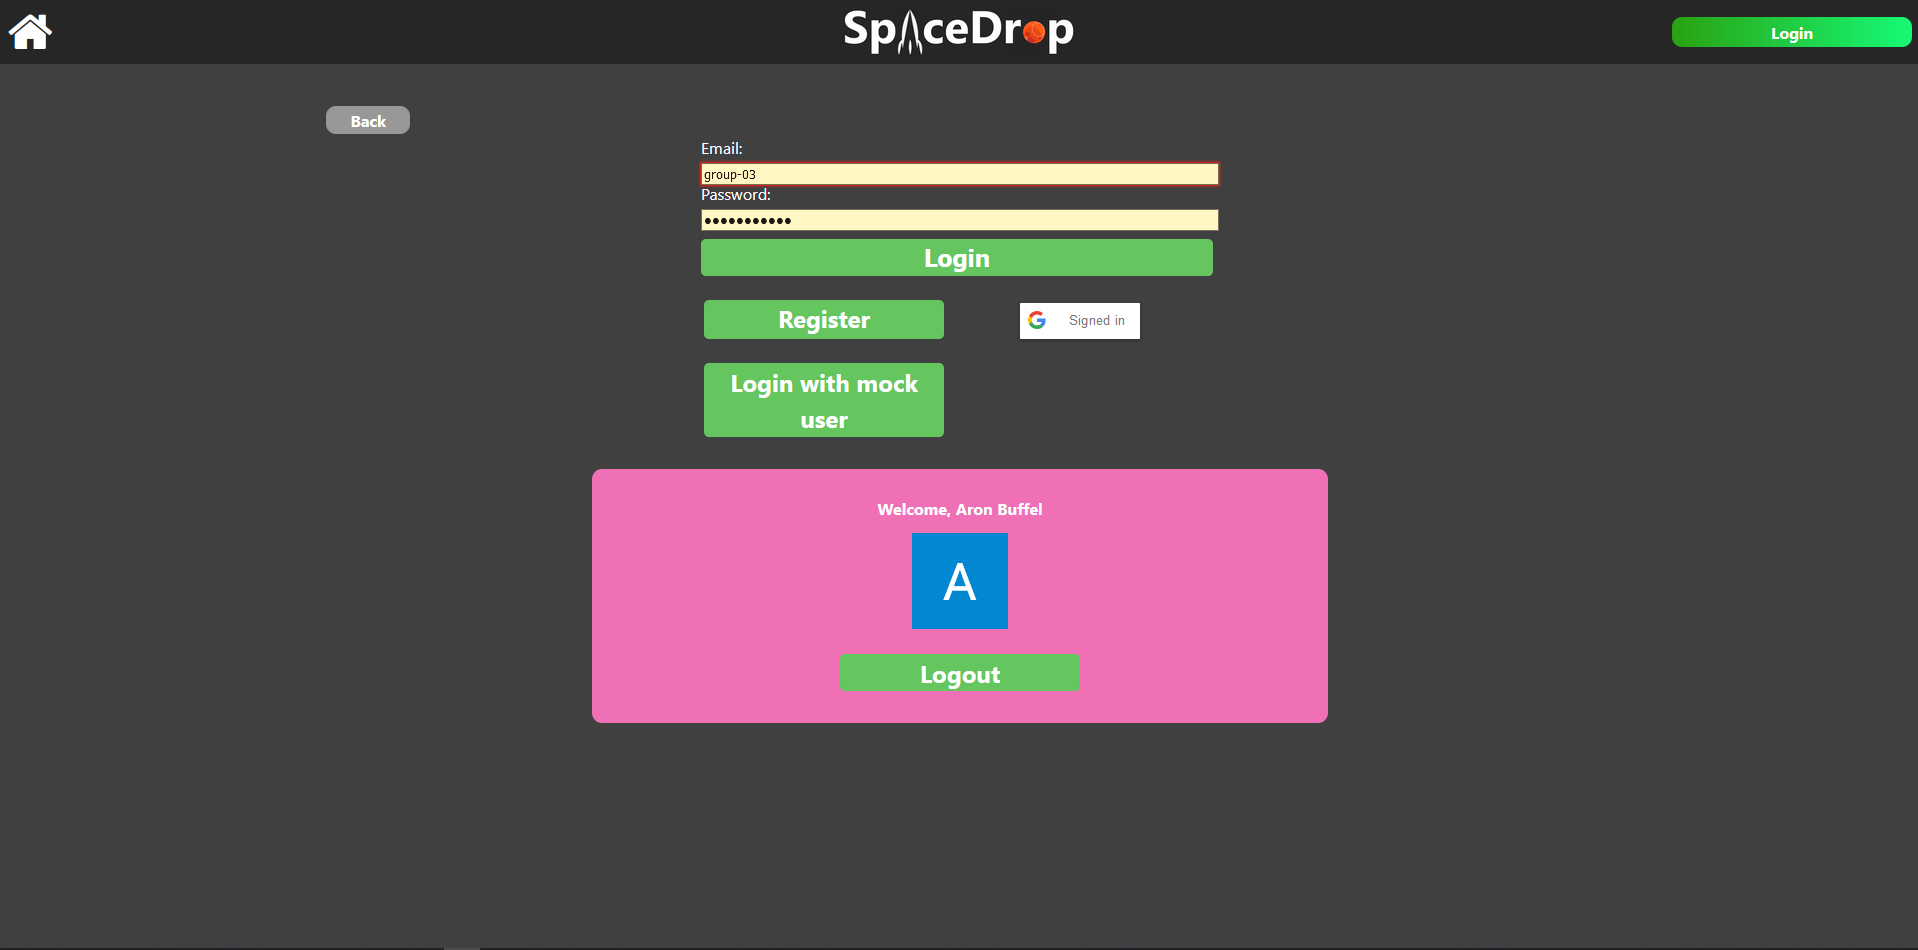 SpaceDrop
Login
Back
Email:
group-03
Password:
•••••••••••
Login
Register
Signed in
Login with mock
user
Welcome, Aron Buffel
A
Logout